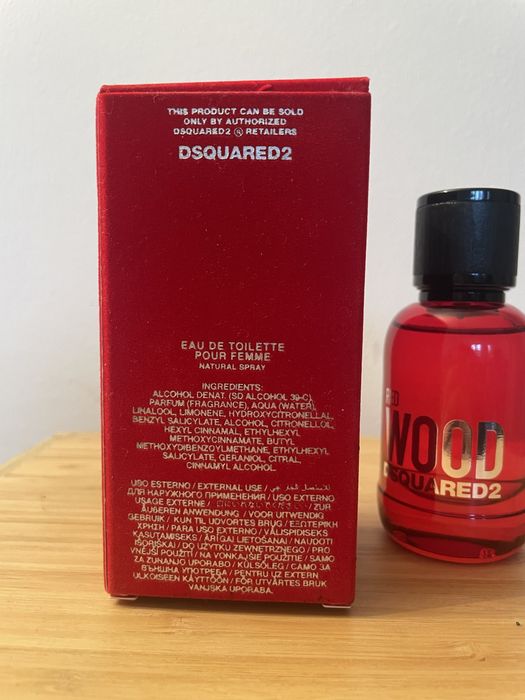 THIS PRODUCT CAN BE SOLD
ONLY BY AUTHORIZED
DSQUARED2 ® RETAILERS
DSQUARED2
EAU DE TOILETTE
POUR FEMME
NATURAL SPRAY
INGREDIENTS:
ALCOHOL DENAT. (SD ALCOHOL 39-C),
PARFUM (FRAGRANCE), AQUA (WATER),
LINALOOL, LIMONENE, HYDROXYCITRONELLAL,
BENZYL SALICYLATE, ALCOHOL, CITRONELLOL,
HEXYL CINNAMAL, ETHYLHEXYL
METHOXYCINNAMATE, BUTYL
METHOXYDIBENZOYLMETHANE, ETHYLHEXYL
SALICYLATE, GERANIOL, CITRAL,
CINNAMYL ALCOHOL.
USO ESTERNO / EXTERNAL USE /
ДЛЯ НАРУЖНОГО ПРИМЕНЕНИЯ / USO EXTERNO
USAGE EXTERNE / / ZUR
ÄUßEREN ANWENDUNG / VOOR UITWENDIG
GEBRUIK / KUN TIL UDVORTES BRUG / ΕΞΩΤΕΡΙΚΗ
ΧΡΗΣΗ / PARA USO EXTERNO / VÄLISPIDISEKS
KASUTAMISEKS / ĀRĪGAI LIETOŠANAI / NAUDOTI
IŠORIŠKAI / DO UŻYTKU ZEWNĘTRZNEGO / PRO
VNĚJŠÍ POUŽITÍ / NA VONKAJŠIE POUŽITIE / SAMO
ZA ZUNANJO UPORABO / KÜLSŐLEG / САМО ЗА
ВЪНШНА УПОТРЕБА / PENTRU UZ EXTERN
ULKOISEEN KÄYTTÖÖN / FÖR UTVÄRTES BRUK
VANJSKA UPORABA.
RED
WOOD
DSQUARED2